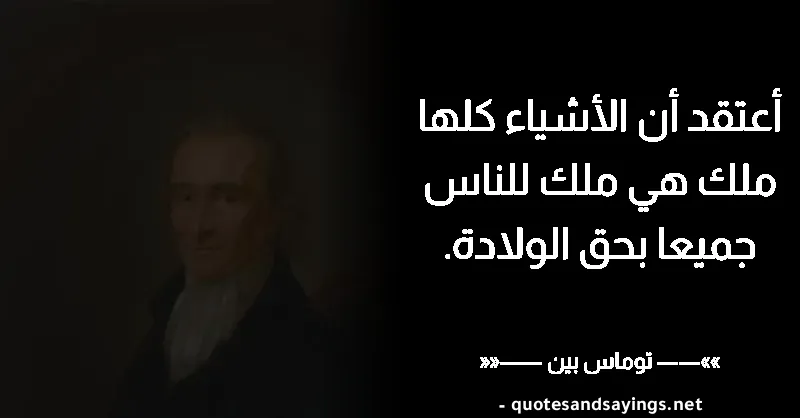 أعتقد أن الأشياء كلها
ملك هي ملك للناس
جميعا بحق الولادة.
»»—— توماس بين ——««
- quotesandsayings.net